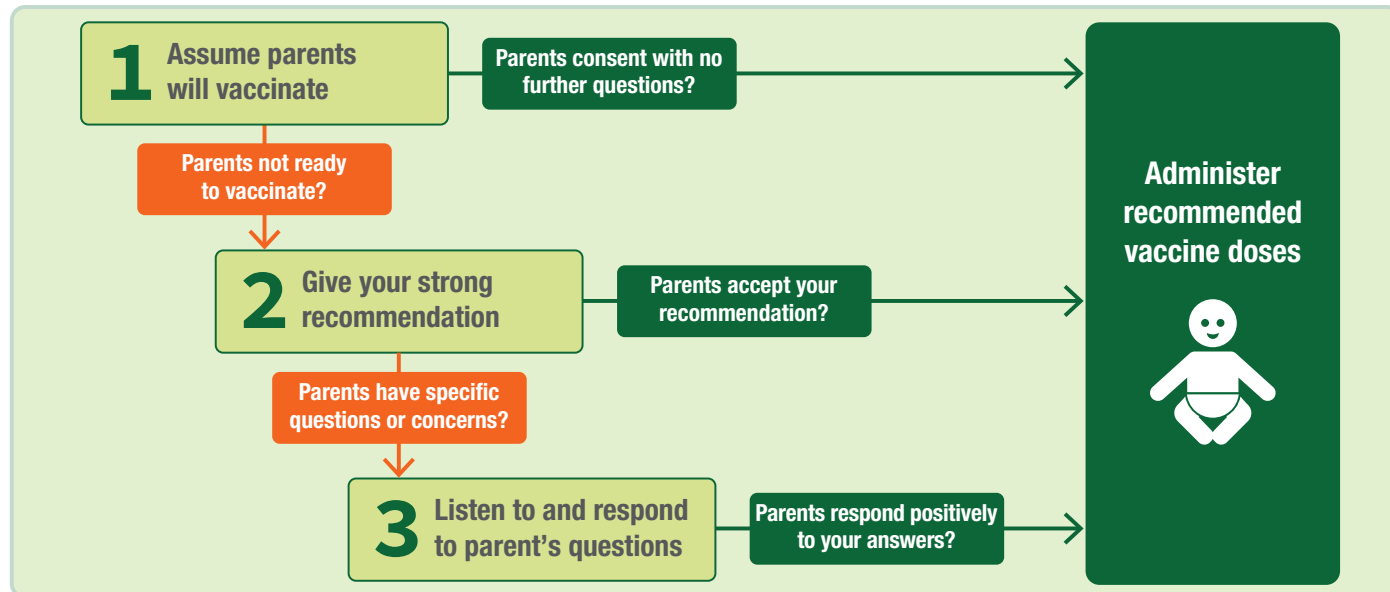 1
Assume parents
will vaccinate
Parents consent with no
further questions?
Parents not ready
to vaccinate?
2
Give your strong
recommendation
Parents accept your
recommendation?
Parents have specific
questions or concerns?
3
Listen to and respond
to parent’s questions
Parents respond positively
to your answers?
Administer
recommended
vaccine doses